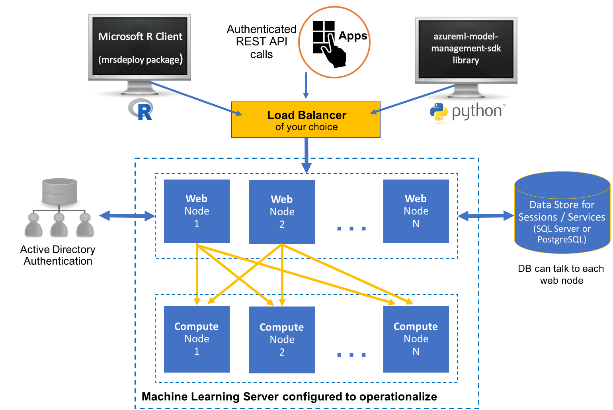 Microsoft R Client
(mrsdeploy package)
R
Authenticated
REST API
calls
Apps
azureml-model-
management-sdk
library
python™
Load Balancer
of your choice
Active Directory
Authentication
Web
Node
1
Web
Node
2
...
Web
Node
N
Data Store for
Sessions / Services
(SQL Server or
PostgreSQL)
DB can talk to each
web node
Compute
Node
1
Compute
Node
2
...
Compute
Node
N
Machine Learning Server configured to operationalize